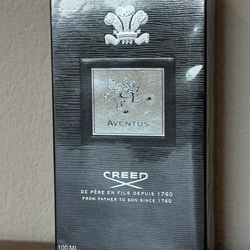 AVENTUS
CREED
DE PÈRE EN FILS DEPUIS 1760
FROM FATHER TO SON SINCE 1760
100 ML